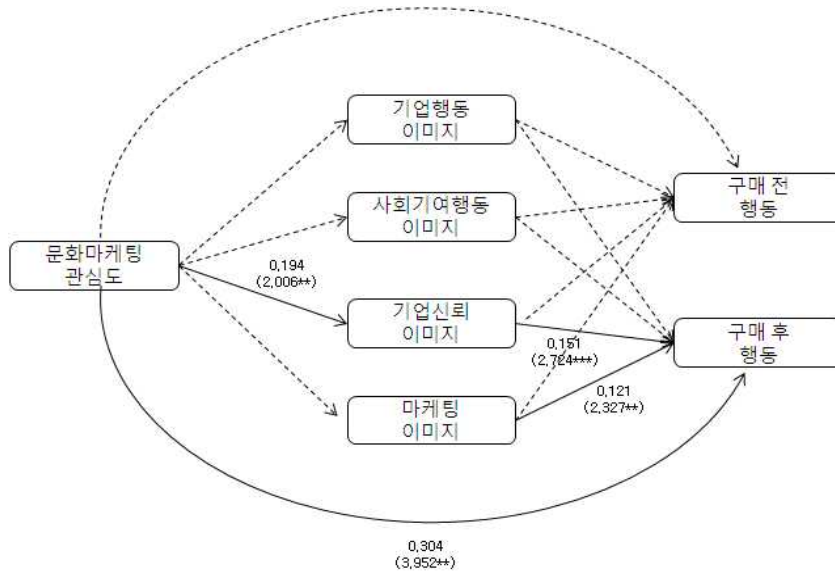 기업행동
이미지
구매 전
행동
사회기여행동
이미지
문화마케팅
관심도
0,194
(2,006**)
기업신뢰
이미지
구매 후
행동
0,151
(2,724***)
마케팅
이미지
0,121
(2,327**)
0,304
(3,952**)